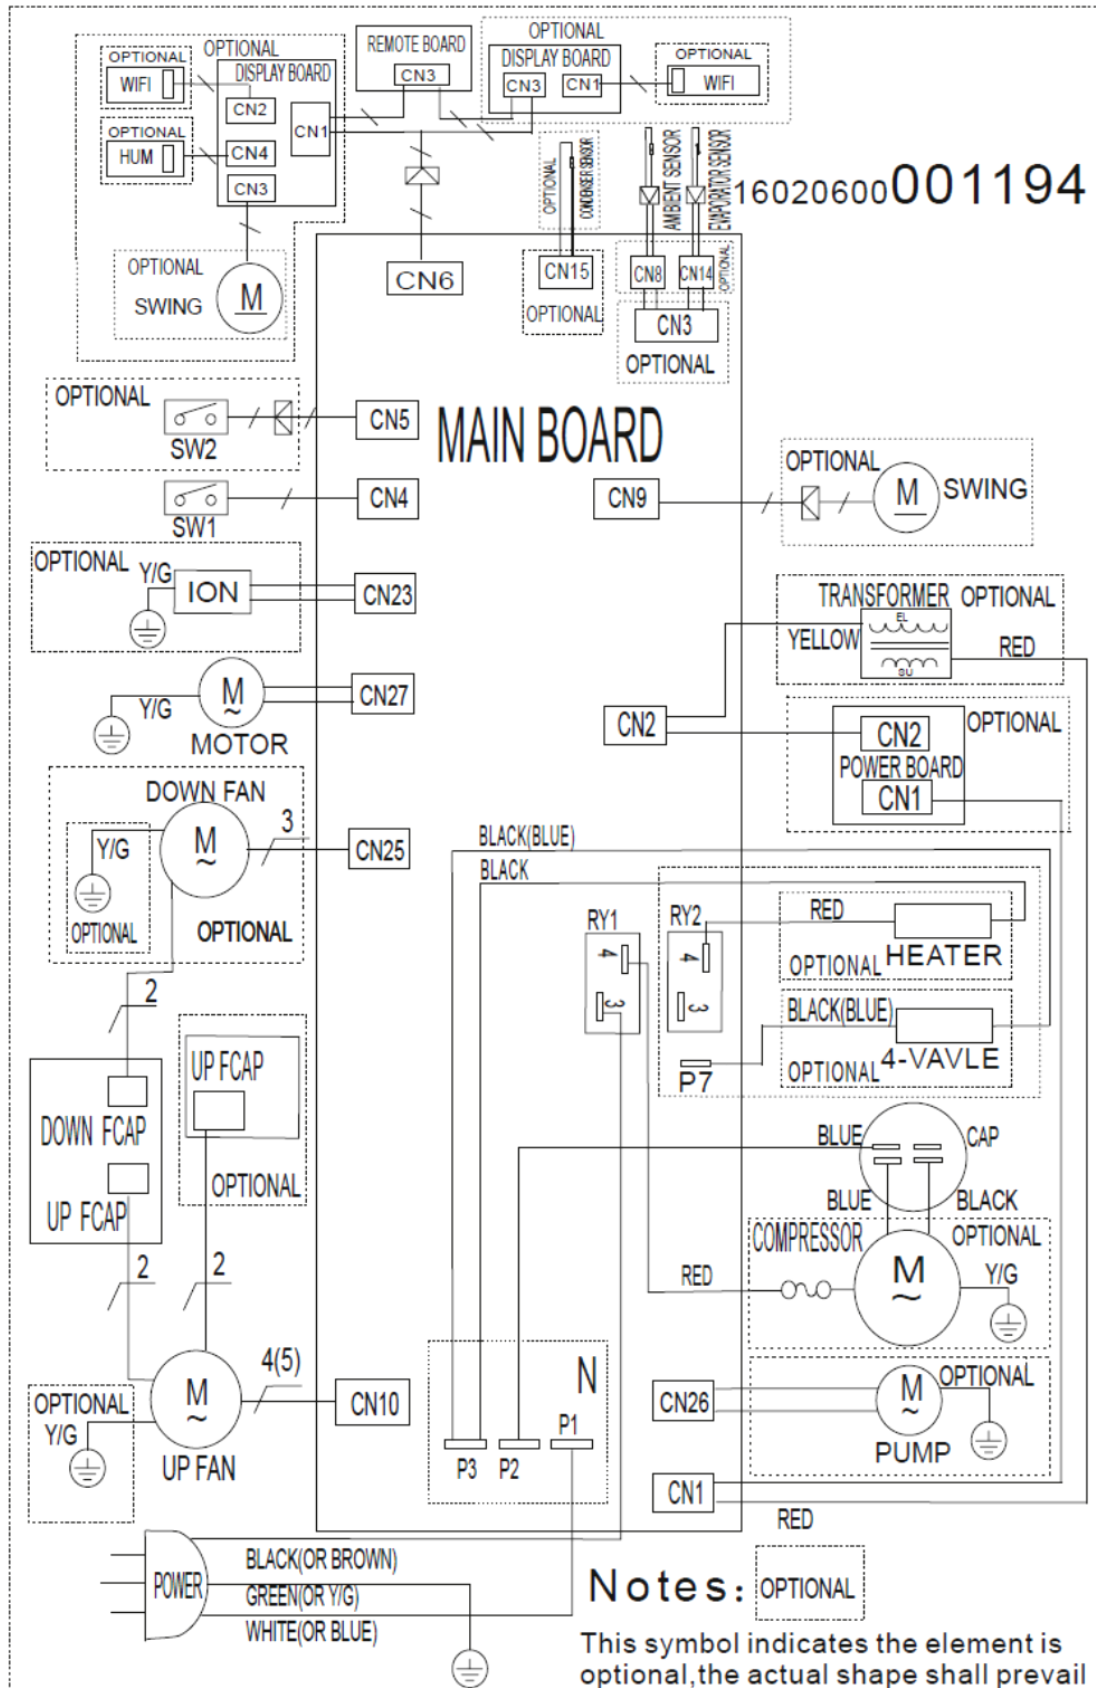 OPTIONAL
OPTIONAL
WIFI
DISPLAY BOARD
CN2
CN1
OPTIONAL
HUM
CN4
CN3
OPTIONAL
SWING
M
REMOTE BOARD
CN3
OPTIONAL
DISPLAY BOARD
CN3
CN1
OPTIONAL
WIFI
OPTIONAL
CONDENSER SENSOR
AMBIENT SENSOR
EVAPORATOR SENSOR
16020600001194
CN6
CN15
OPTIONAL
CN8
CN14
OPTIONAL
CN3
OPTIONAL
OPTIONAL
SW2
CN5
MAIN BOARD
SW1
CN4
CN9
OPTIONAL
M
SWING
OPTIONAL
Y/G
ION
CN23
TRANSFORMER
OPTIONAL
EL
YELLOW
RED
BU
Y/G
M
~
MOTOR
CN27
CN2
CN2
OPTIONAL
POWER BOARD
CN1
DOWN FAN
M
~
3
CN25
Y/G
OPTIONAL
OPTIONAL
BLACK(BLUE)
BLACK
RY1
4
3
RY2
4
3
RED
HEATER
OPTIONAL
BLACK(BLUE)
4-VAVLE
OPTIONAL
P7
2
DOWN FCAP
UP FCAP
UP FCAP
OPTIONAL
2
2
BLUE
CAP
BLUE
BLACK
COMPRESSOR
OPTIONAL
RED
M
~
Y/G
OPTIONAL
Y/G
M
~
UP FAN
4(5)
CN10
N
P1
P3
P2
CN26
M
~
OPTIONAL
PUMP
CN1
RED
POWER
BLACK(OR BROWN)
GREEN(OR Y/G)
WHITE(OR BLUE)
Notes:
OPTIONAL
This symbol indicates the element is
optional,the actual shape shall prevail